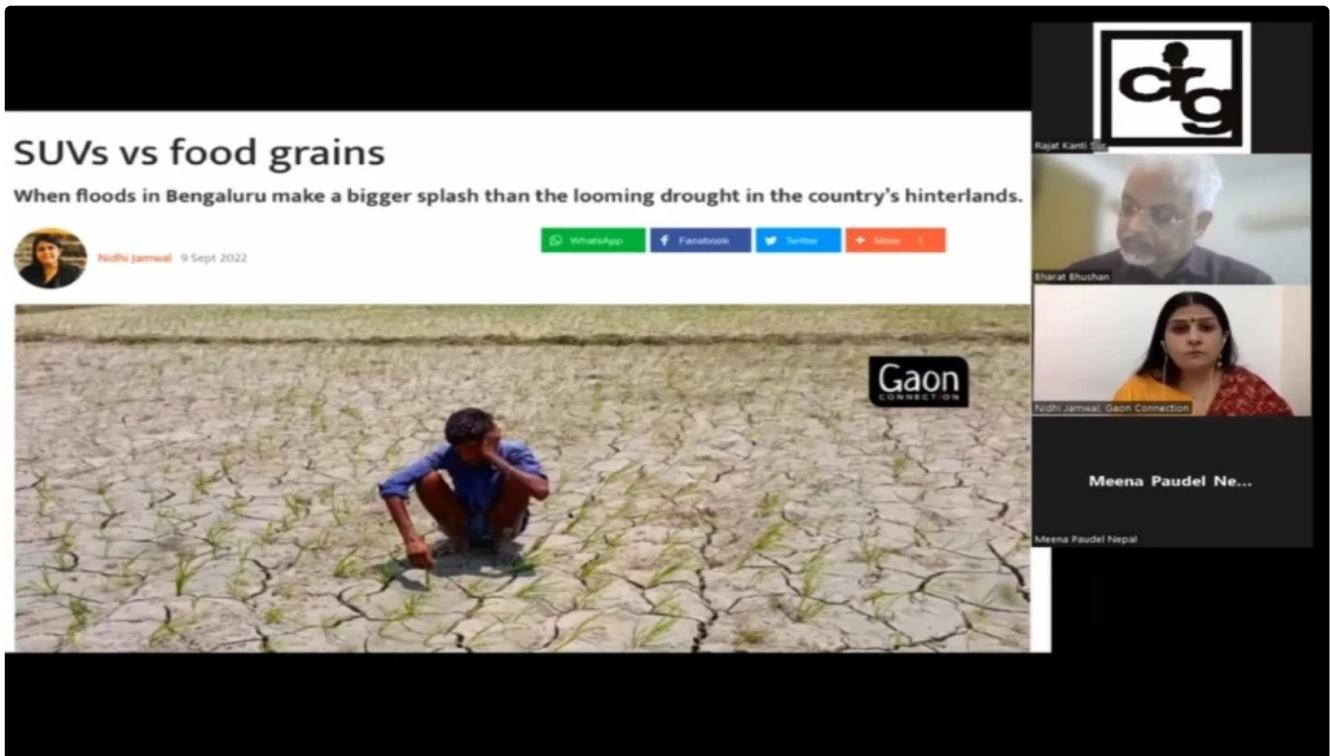 SUVs vs food grains
When floods in Bengaluru make a bigger splash than the looming drought in the country's hinterlands.
Nidhi Jamwal 9 Sept 2022
WhatsApp
Facebook
Twitter
More 1
Gaon
CONNECTION
crg
Rajat Kanti Sur
Bharat Bhushan
Nidhi Jamwal, Gaon Connection
Meena Paudel Ne...
Meena Paudel Nepal